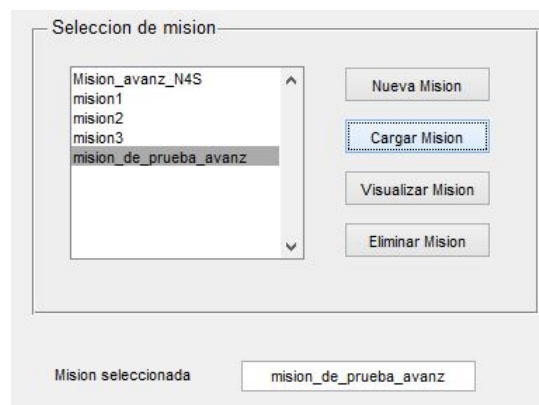 Seleccion de mision
Mision_avanz_N4S
mision1
mision2
mision3
mision_de_prueba_avanz
Nueva Mision
Cargar Mision
Visualizar Mision
Eliminar Mision
Mision seleccionada
mision_de_prueba_avanz